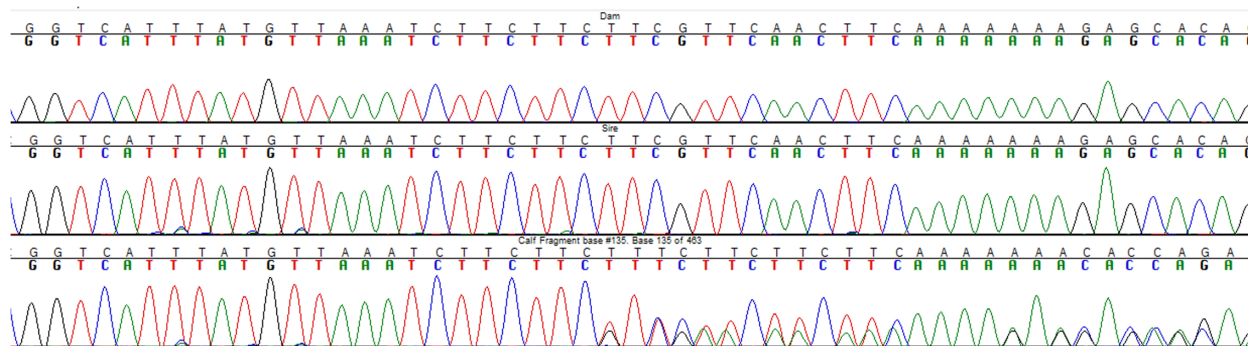 Dam
G G T C A T T T A T G T T A A A T C T T C T T C T T C G T T C A A C T T C A A A A A A A G A G C A C A
G G T C A T T T A T G T T A A A T C T T C T T C T T C G T T C A A C T T C A A A A A A A G A G C A C A
Sire
G G T C A T T T A T G T T A A A T C T T C T T C T T C G T T C A A C T T C A A A A A A A G A G C A C A
G G T C A T T T A T G T T A A A T C T T C T T C T T C G T T C A A C T T C A A A A A A A G A G C A C A
Calf Fragment base #135. Base 135 of 463
G G T C A T T T A T G T T A A A T C T T C T T C T T T C T T C T T C T T C A A A A A A A C A C C A G A
G G T C A T T T A T G T T A A A T C T T C T T C T T T C T T C T T C T T C A A A A A A A C A C C A G A